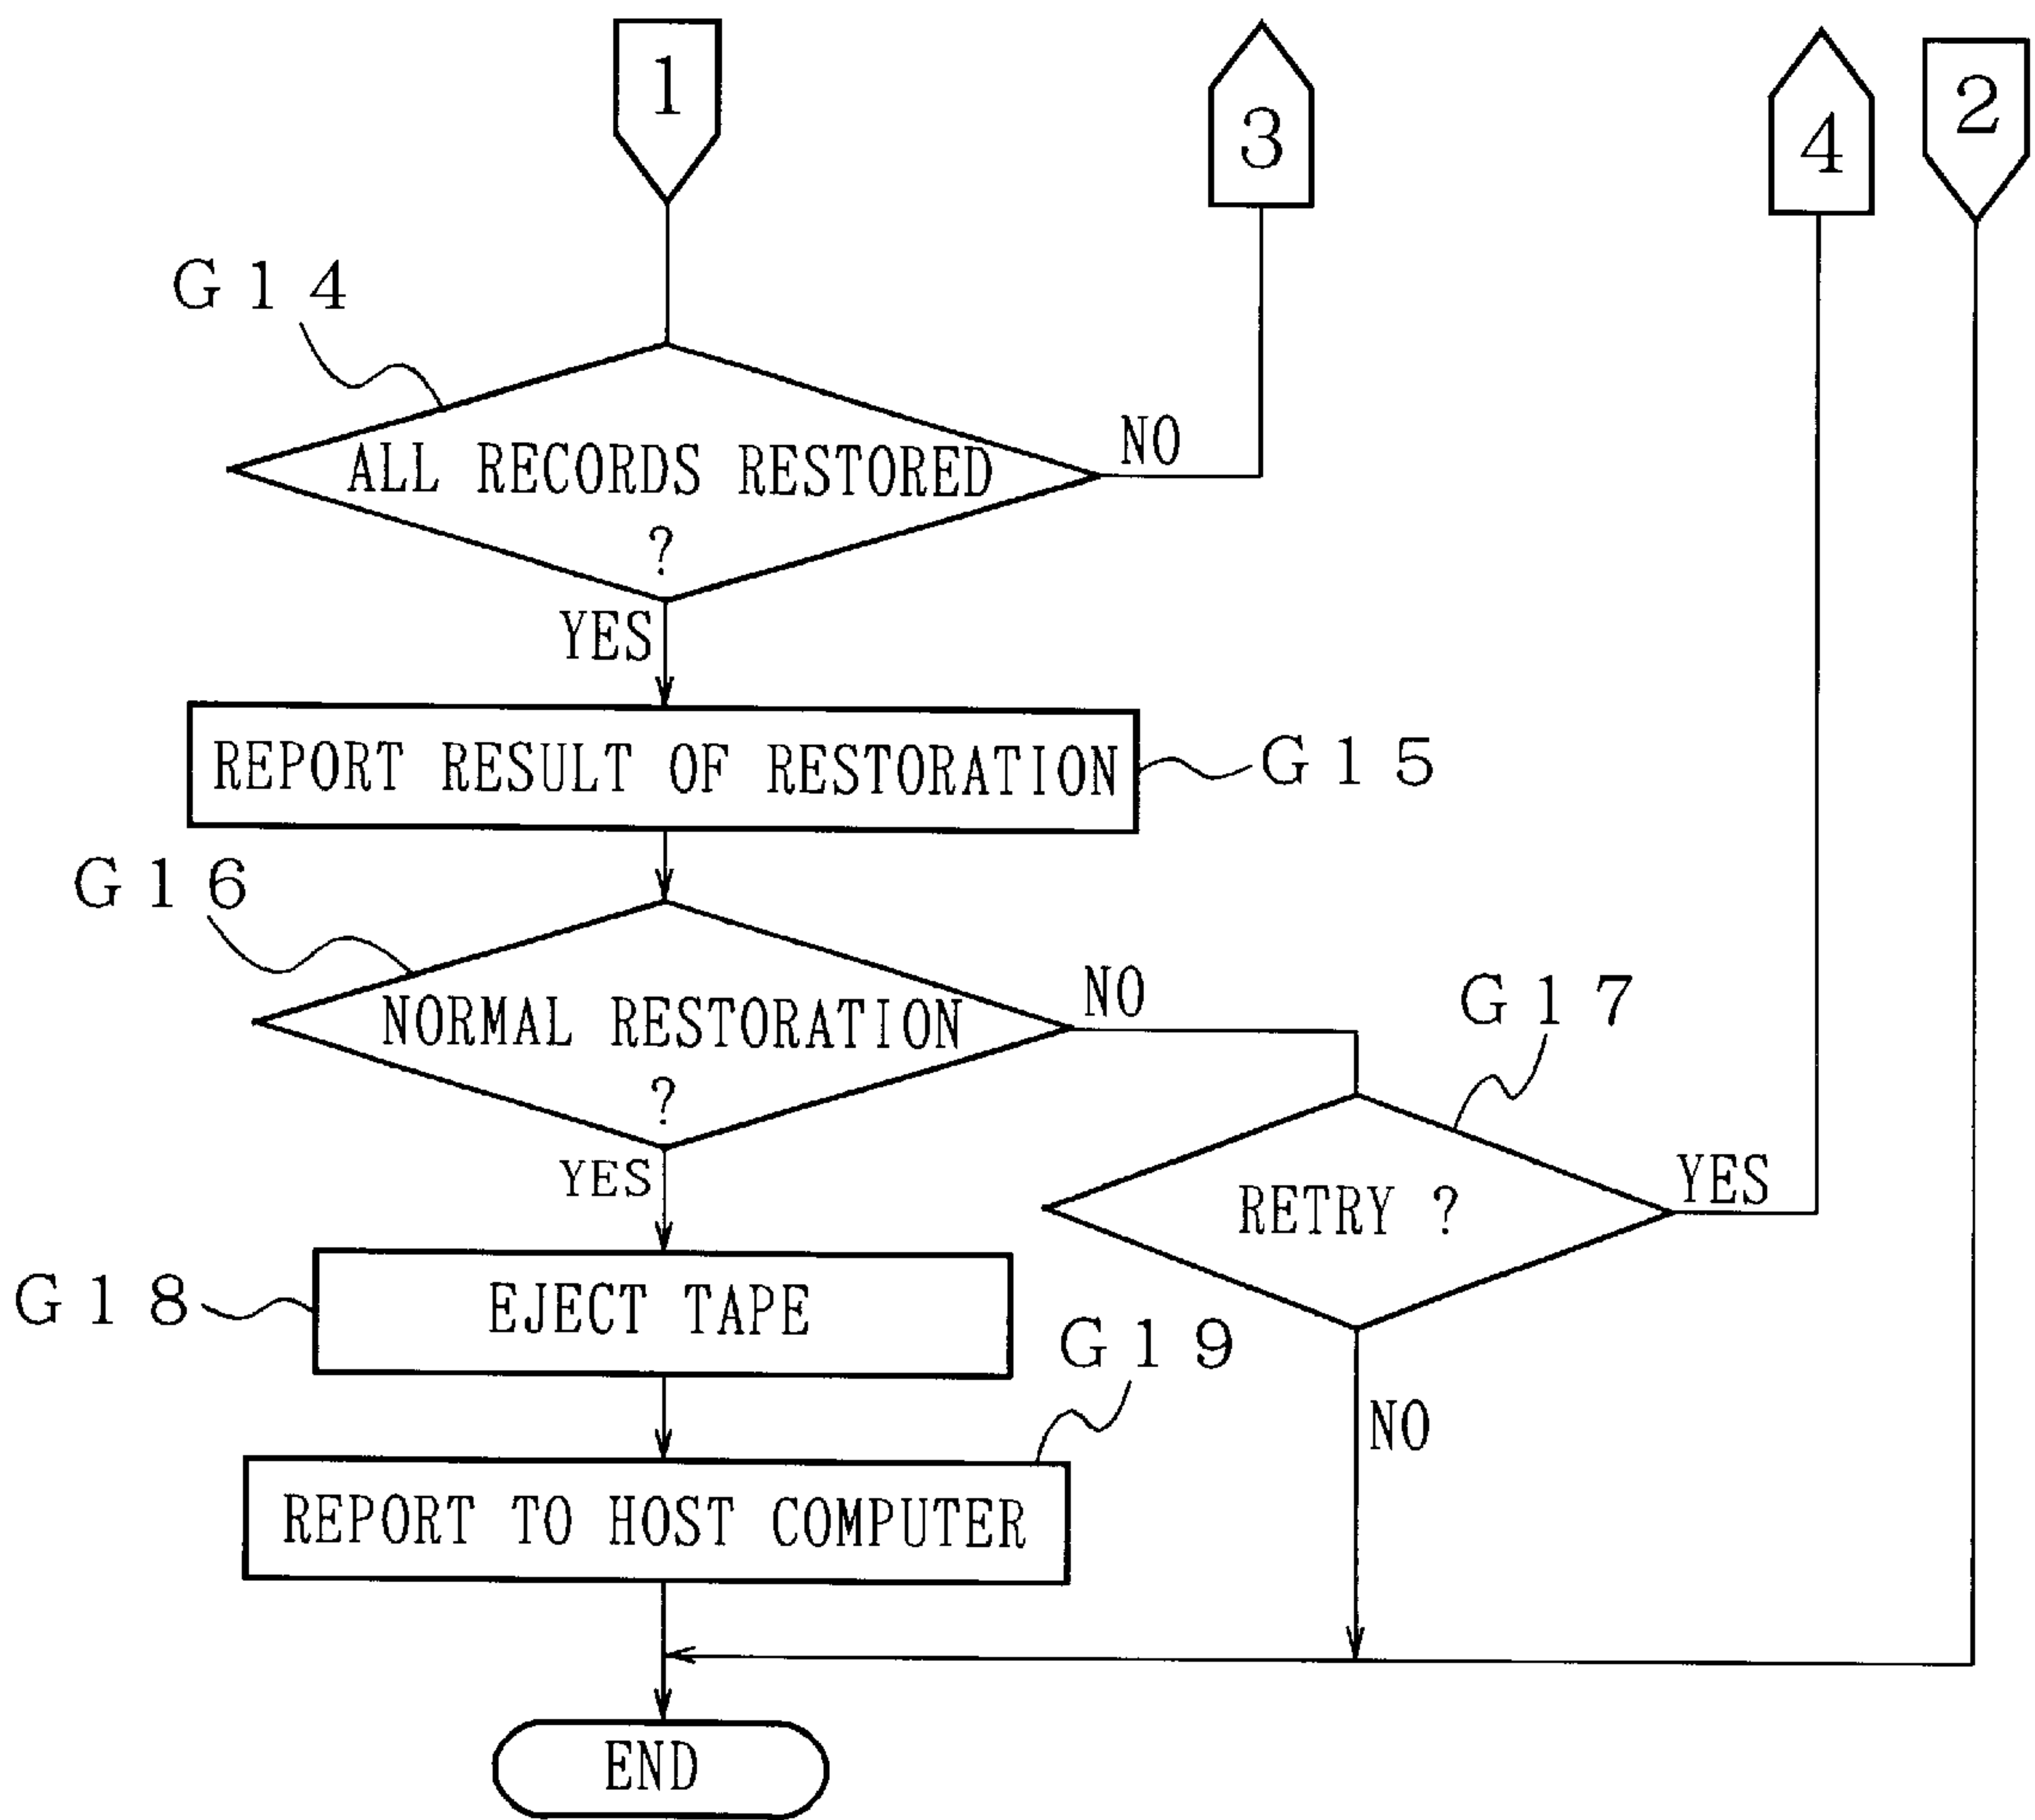 1
3
4
2
G14
NO
ALL RECORDS RESTORED
?
YES
REPORT RESULT OF RESTORATION
G15
G16
NO
G17
NORMAL RESTORATION
?
YES
RETRY ?
YES
G18
EJECT TAPE
G19
NO
REPORT TO HOST COMPUTER
END